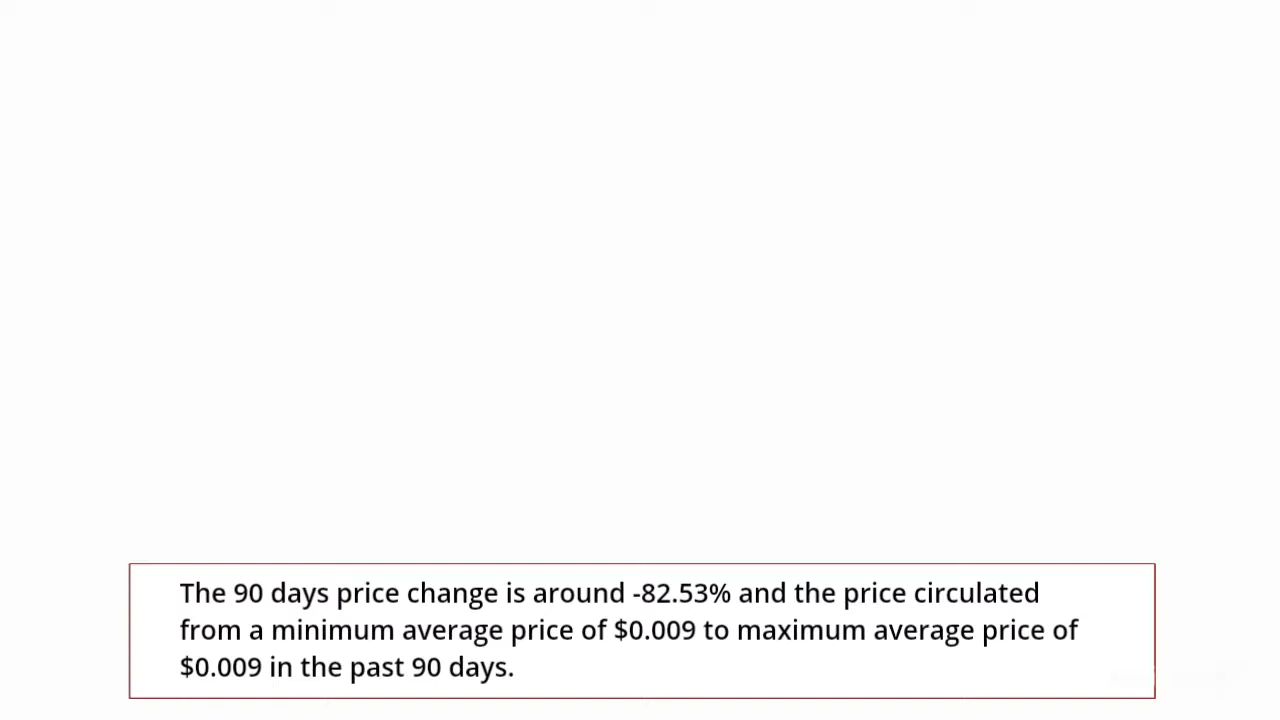 The 90 days price change is around -82.53% and the price circulated
from a minimum average price of $0.009 to maximum average price of
$0.009 in the past 90 days.